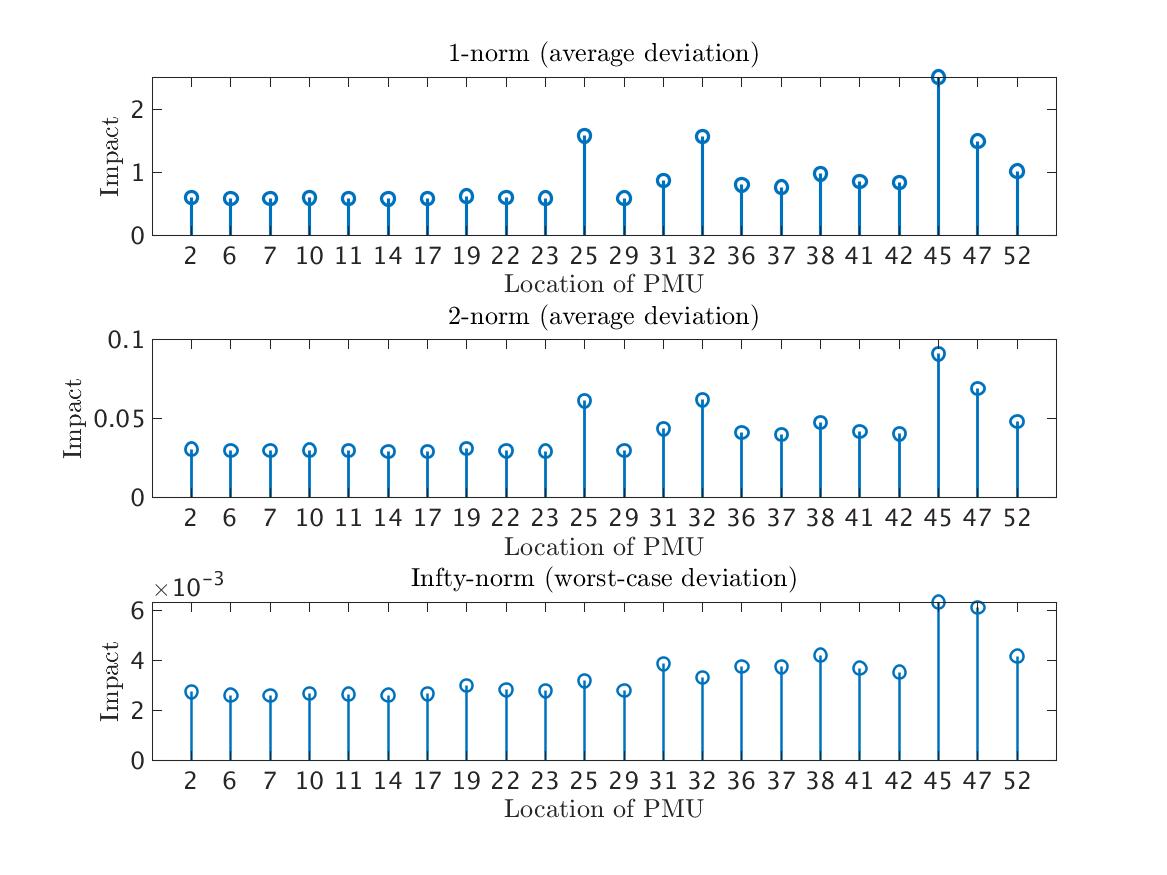 1-norm (average deviation)
2
1
0
Impact
2 6 7 10 11 14 17 19 22 23 25 29 31 32 36 37 38 41 42 45 47 52
Location of PMU
2-norm (average deviation)
0.1
0.05
0
Impact
2 6 7 10 11 14 17 19 22 23 25 29 31 32 36 37 38 41 42 45 47 52
Location of PMU
Infty-norm (worst-case deviation)
×10⁻³
6
4
2
0
Impact
2 6 7 10 11 14 17 19 22 23 25 29 31 32 36 37 38 41 42 45 47 52
Location of PMU